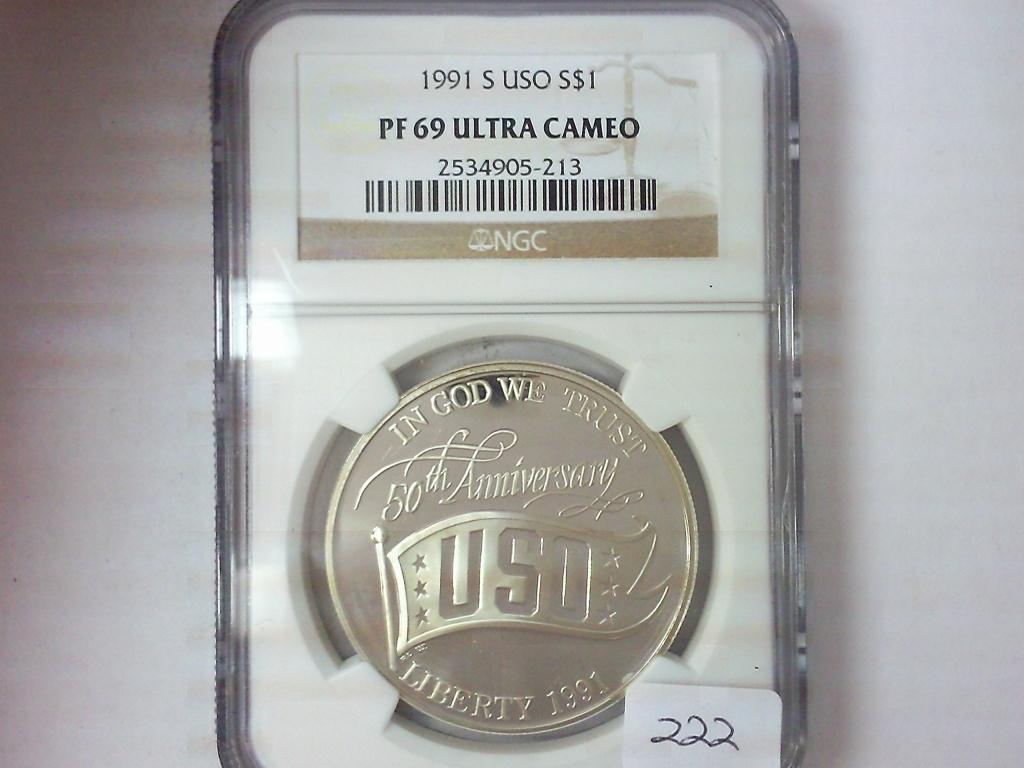 1991 S USO S$1
PF 69 ULTRA CAMEO
2534905-213
NGC
IN GOD WE TRUST
50th Anniversary
USO
LIBERTY 1991
222